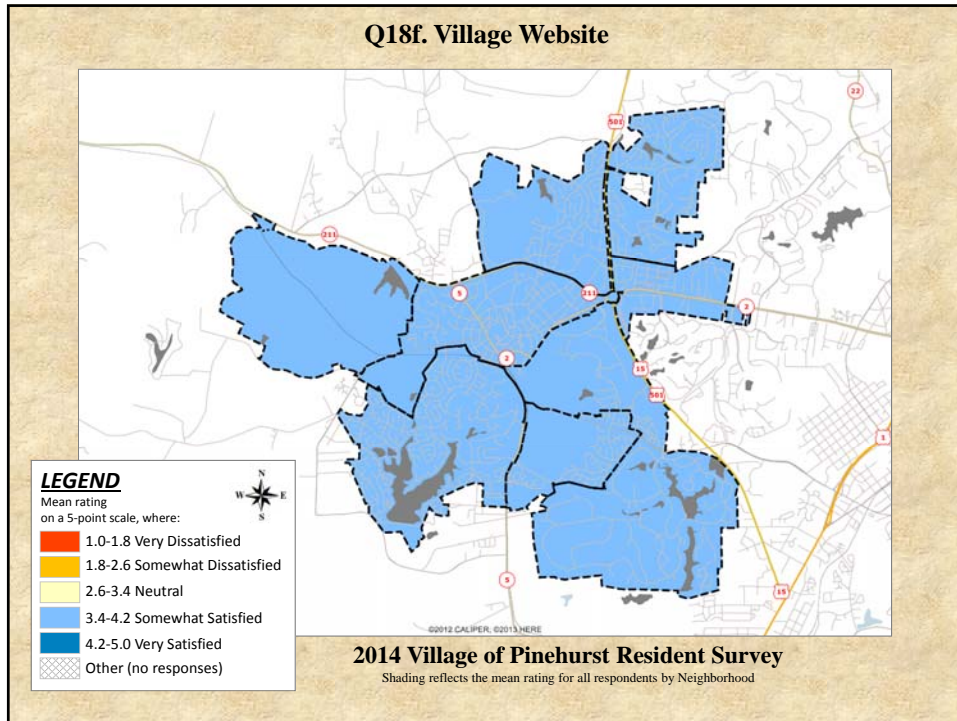 Q18f. Village Website
22
501
211
5
211
2
2
15
501
1
5
15
LEGEND
Mean rating
on a 5-point scale, where:
N
W E
S
1.0-1.8 Very Dissatisfied
1.8-2.6 Somewhat Dissatisfied
2.6-3.4 Neutral
3.4-4.2 Somewhat Satisfied
4.2-5.0 Very Satisfied
Other (no responses)
©2012 CALIPER, ©2013 HERE
2014 Village of Pinehurst Resident Survey
Shading reflects the mean rating for all respondents by Neighborhood